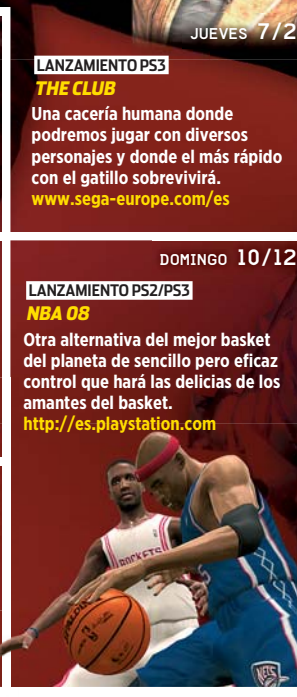 JUEVES 7/2
LANZAMIENTO PS3
THE CLUB
Una cacería humana donde
podremos jugar con diversos
personajes y donde el más rápido
con el gatillo sobrevivirá.
www.sega-europe.com/es
DOMINGO 10/12
LANZAMIENTO PS2/PS3
NBA 08
Otra alternativa del mejor basket
del planeta de sencillo pero eficaz
control que hará las delicias de los
amantes del basket.
http://es.playstation.com
ROCKETS
SPALDING
NETS